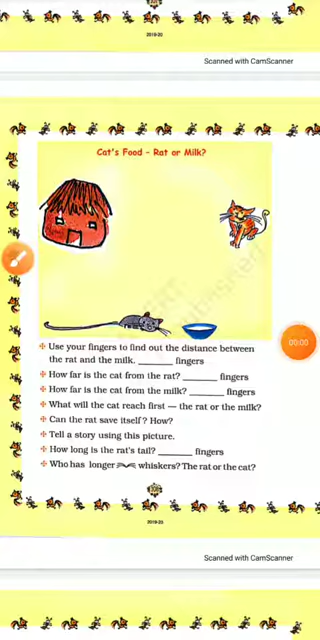 2019-20
Scanned with CamScanner
Cat's Food - Rat or Milk?
Use your fingers to find out the distance between
the rat and the milk. ________ fingers
How far is the cat from the rat? ________ fingers
How far is the cat from the milk? ________ fingers
What will the cat reach first — the rat or the milk?
Can the rat save itself? How?
Tell a story using this picture.
How long is the rat's tail? ________ fingers
Who has longer whiskers? The rat or the cat?
2019-20
Scanned with CamScanner
00:00